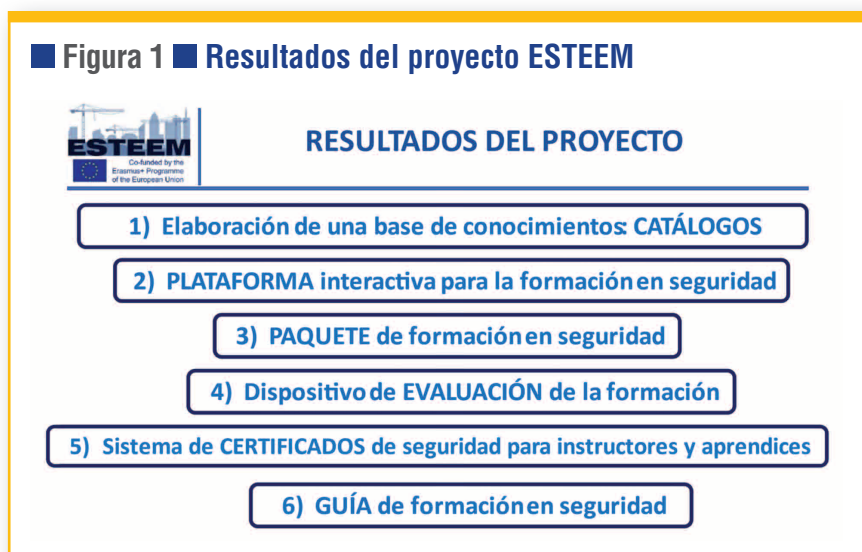 Figura 1 Resultados del proyecto ESTEEM
ESTEEM
Co-funded by the
Erasmus+ Programme
of the European Union
RESULTADOS DEL PROYECTO
1) Elaboración de una base de conocimientos: CATÁLOGOS
2) PLATAFORMA interactiva para la formación en seguridad
3) PAQUETE de formación en seguridad
4) Dispositivo de EVALUACIÓN de la formación
5) Sistema de CERTIFICADOS de seguridad para instructores y aprendices
6) GUÍA de formación en seguridad